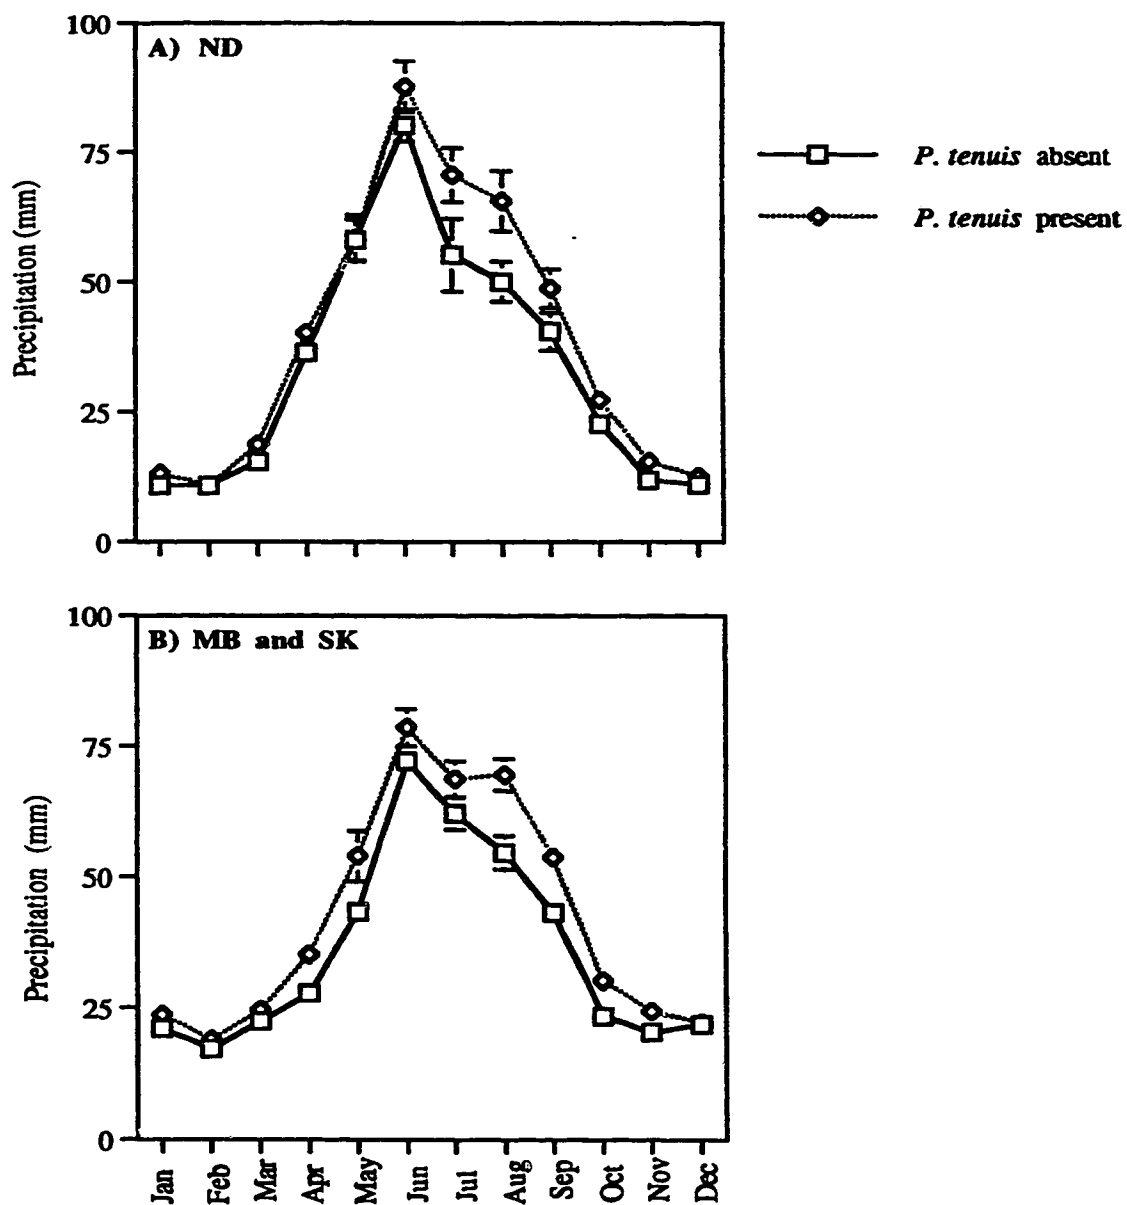 100
A) ND
75
50
25
0
Precipitation (mm)
P. tenuis absent
P. tenuis present
100
B) MB and SK
75
50
25
0
Precipitation (mm)
Jan
Feb
Mar
Apr
May
Jun
Jul
Aug
Sep
Oct
Nov
Dec